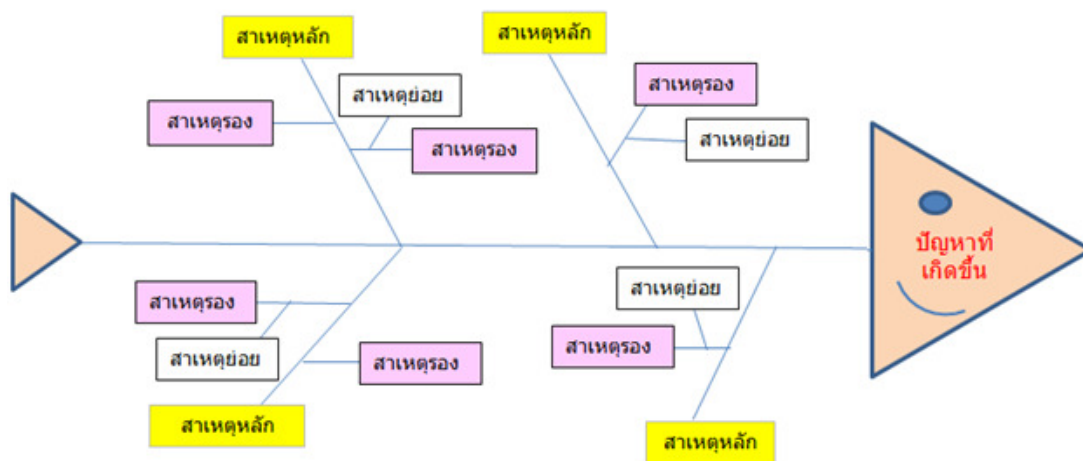 สาเหตุหลัก
สาเหตุหลัก
สาเหตุรอง
สาเหตุย่อย
สาเหตุรอง
สาเหตุรอง
สาเหตุย่อย
ปัญหาที่
เกิดขึ้น
สาเหตุรอง
สาเหตุย่อย
สาเหตุย่อย
สาเหตุรอง
สาเหตุรอง
สาเหตุหลัก
สาเหตุหลัก